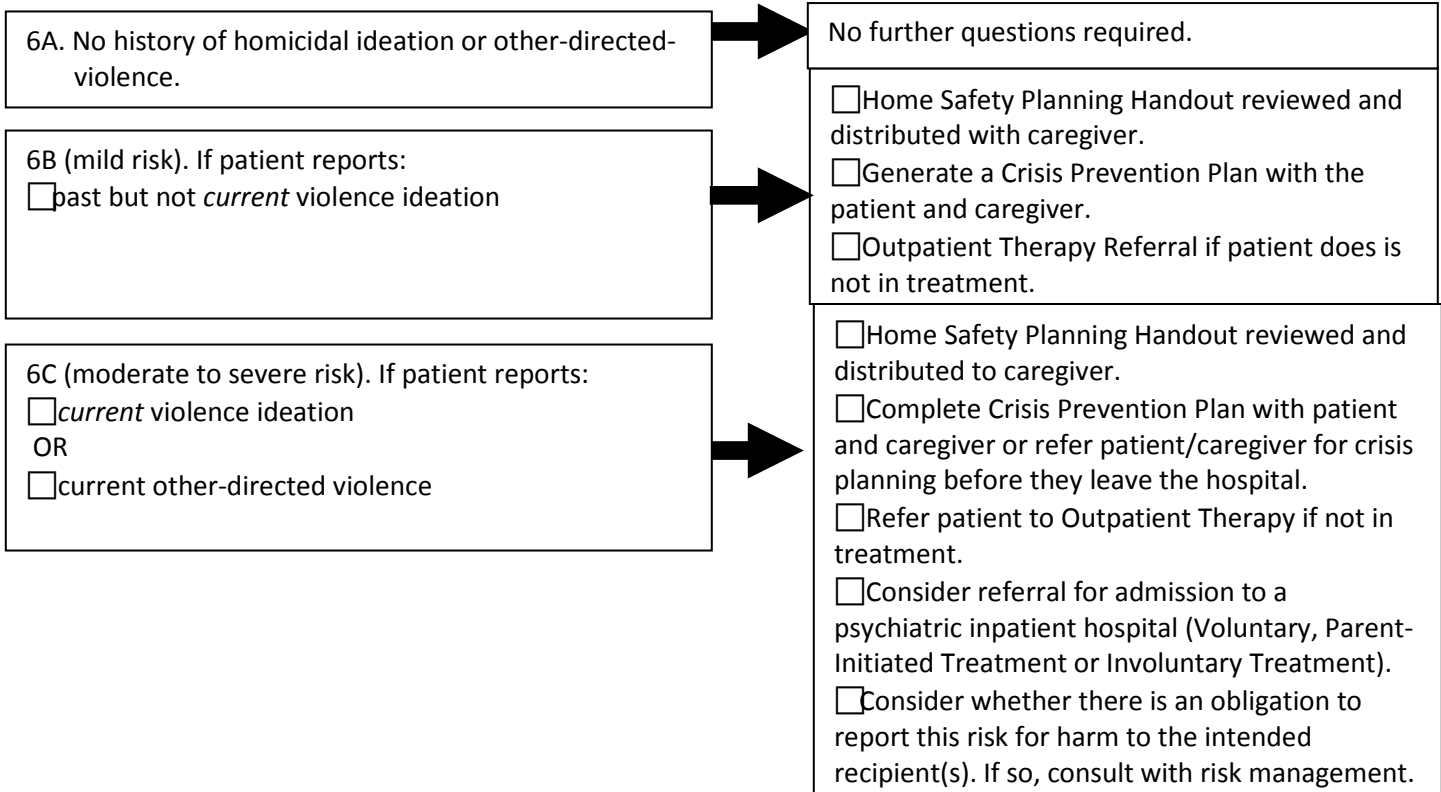 6A. No history of homicidal ideation or other-directed-
violence.
No further questions required.
6B (mild risk). If patient reports:
☐past but not current violence ideation
☐Home Safety Planning Handout reviewed and
distributed with caregiver.
☐Generate a Crisis Prevention Plan with the
patient and caregiver.
☐Outpatient Therapy Referral if patient does is
not in treatment.
6C (moderate to severe risk). If patient reports:
☐current violence ideation
OR
☐current other-directed violence
☐Home Safety Planning Handout reviewed and
distributed to caregiver.
☐Complete Crisis Prevention Plan with patient
and caregiver or refer patient/caregiver for crisis
planning before they leave the hospital.
☐Refer patient to Outpatient Therapy if not in
treatment.
☐Consider referral for admission to a
psychiatric inpatient hospital (Voluntary, Parent-
Initiated Treatment or Involuntary Treatment).
☐Consider whether there is an obligation to
report this risk for harm to the intended
recipient(s). If so, consult with risk management.